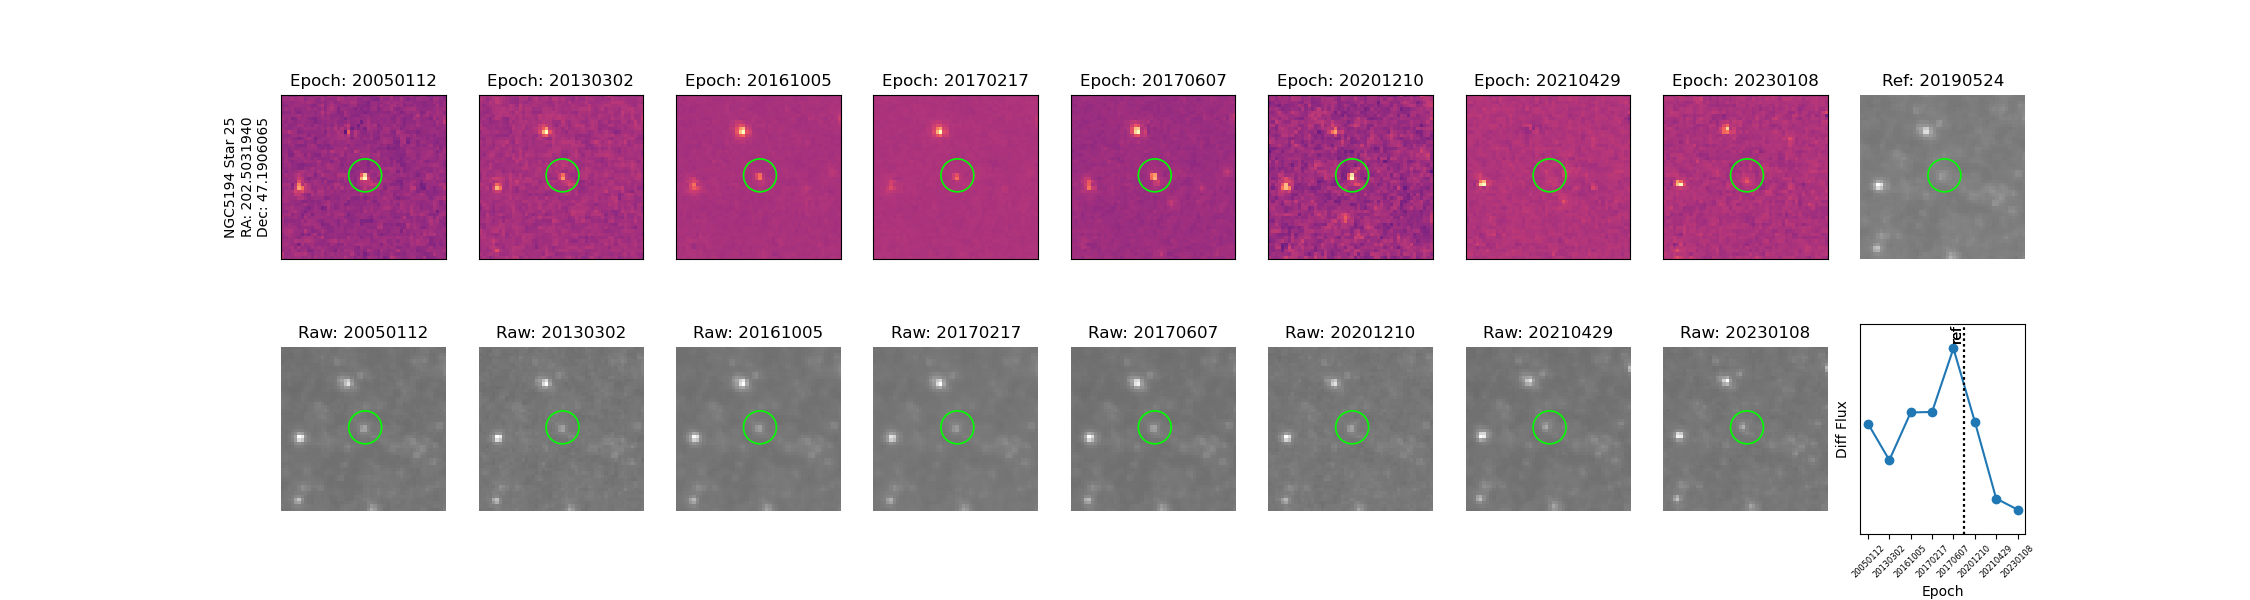 Epoch: 20050112
Epoch: 20130302
Epoch: 20161005
Epoch: 20170217
Epoch: 20170607
Epoch: 20201210
Epoch: 20210429
Epoch: 20230108
Ref: 20190524
NGC5194 Star 25
RA: 202.5031940
Dec: 47.1906065
Raw: 20050112
Raw: 20130302
Raw: 20161005
Raw: 20170217
Raw: 20170607
Raw: 20201210
Raw: 20210429
Raw: 20230108
ref
Diff Flux
20050112
20130302
20161005
20170217
20170607
20201210
20210429
20230108
Epoch